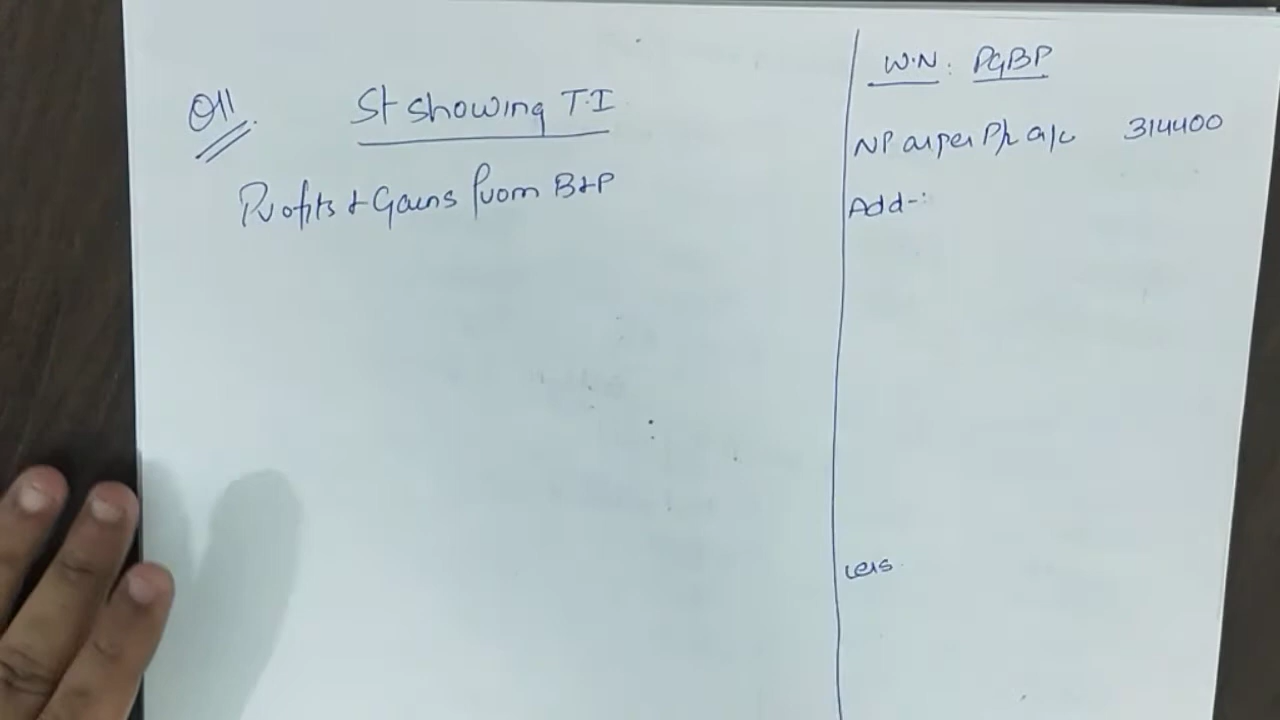 Q11.
St showing T.I
Profits & Gains from B&P
W.N : PGBP
NP as per P/L a/c 314400
Add-:
Less